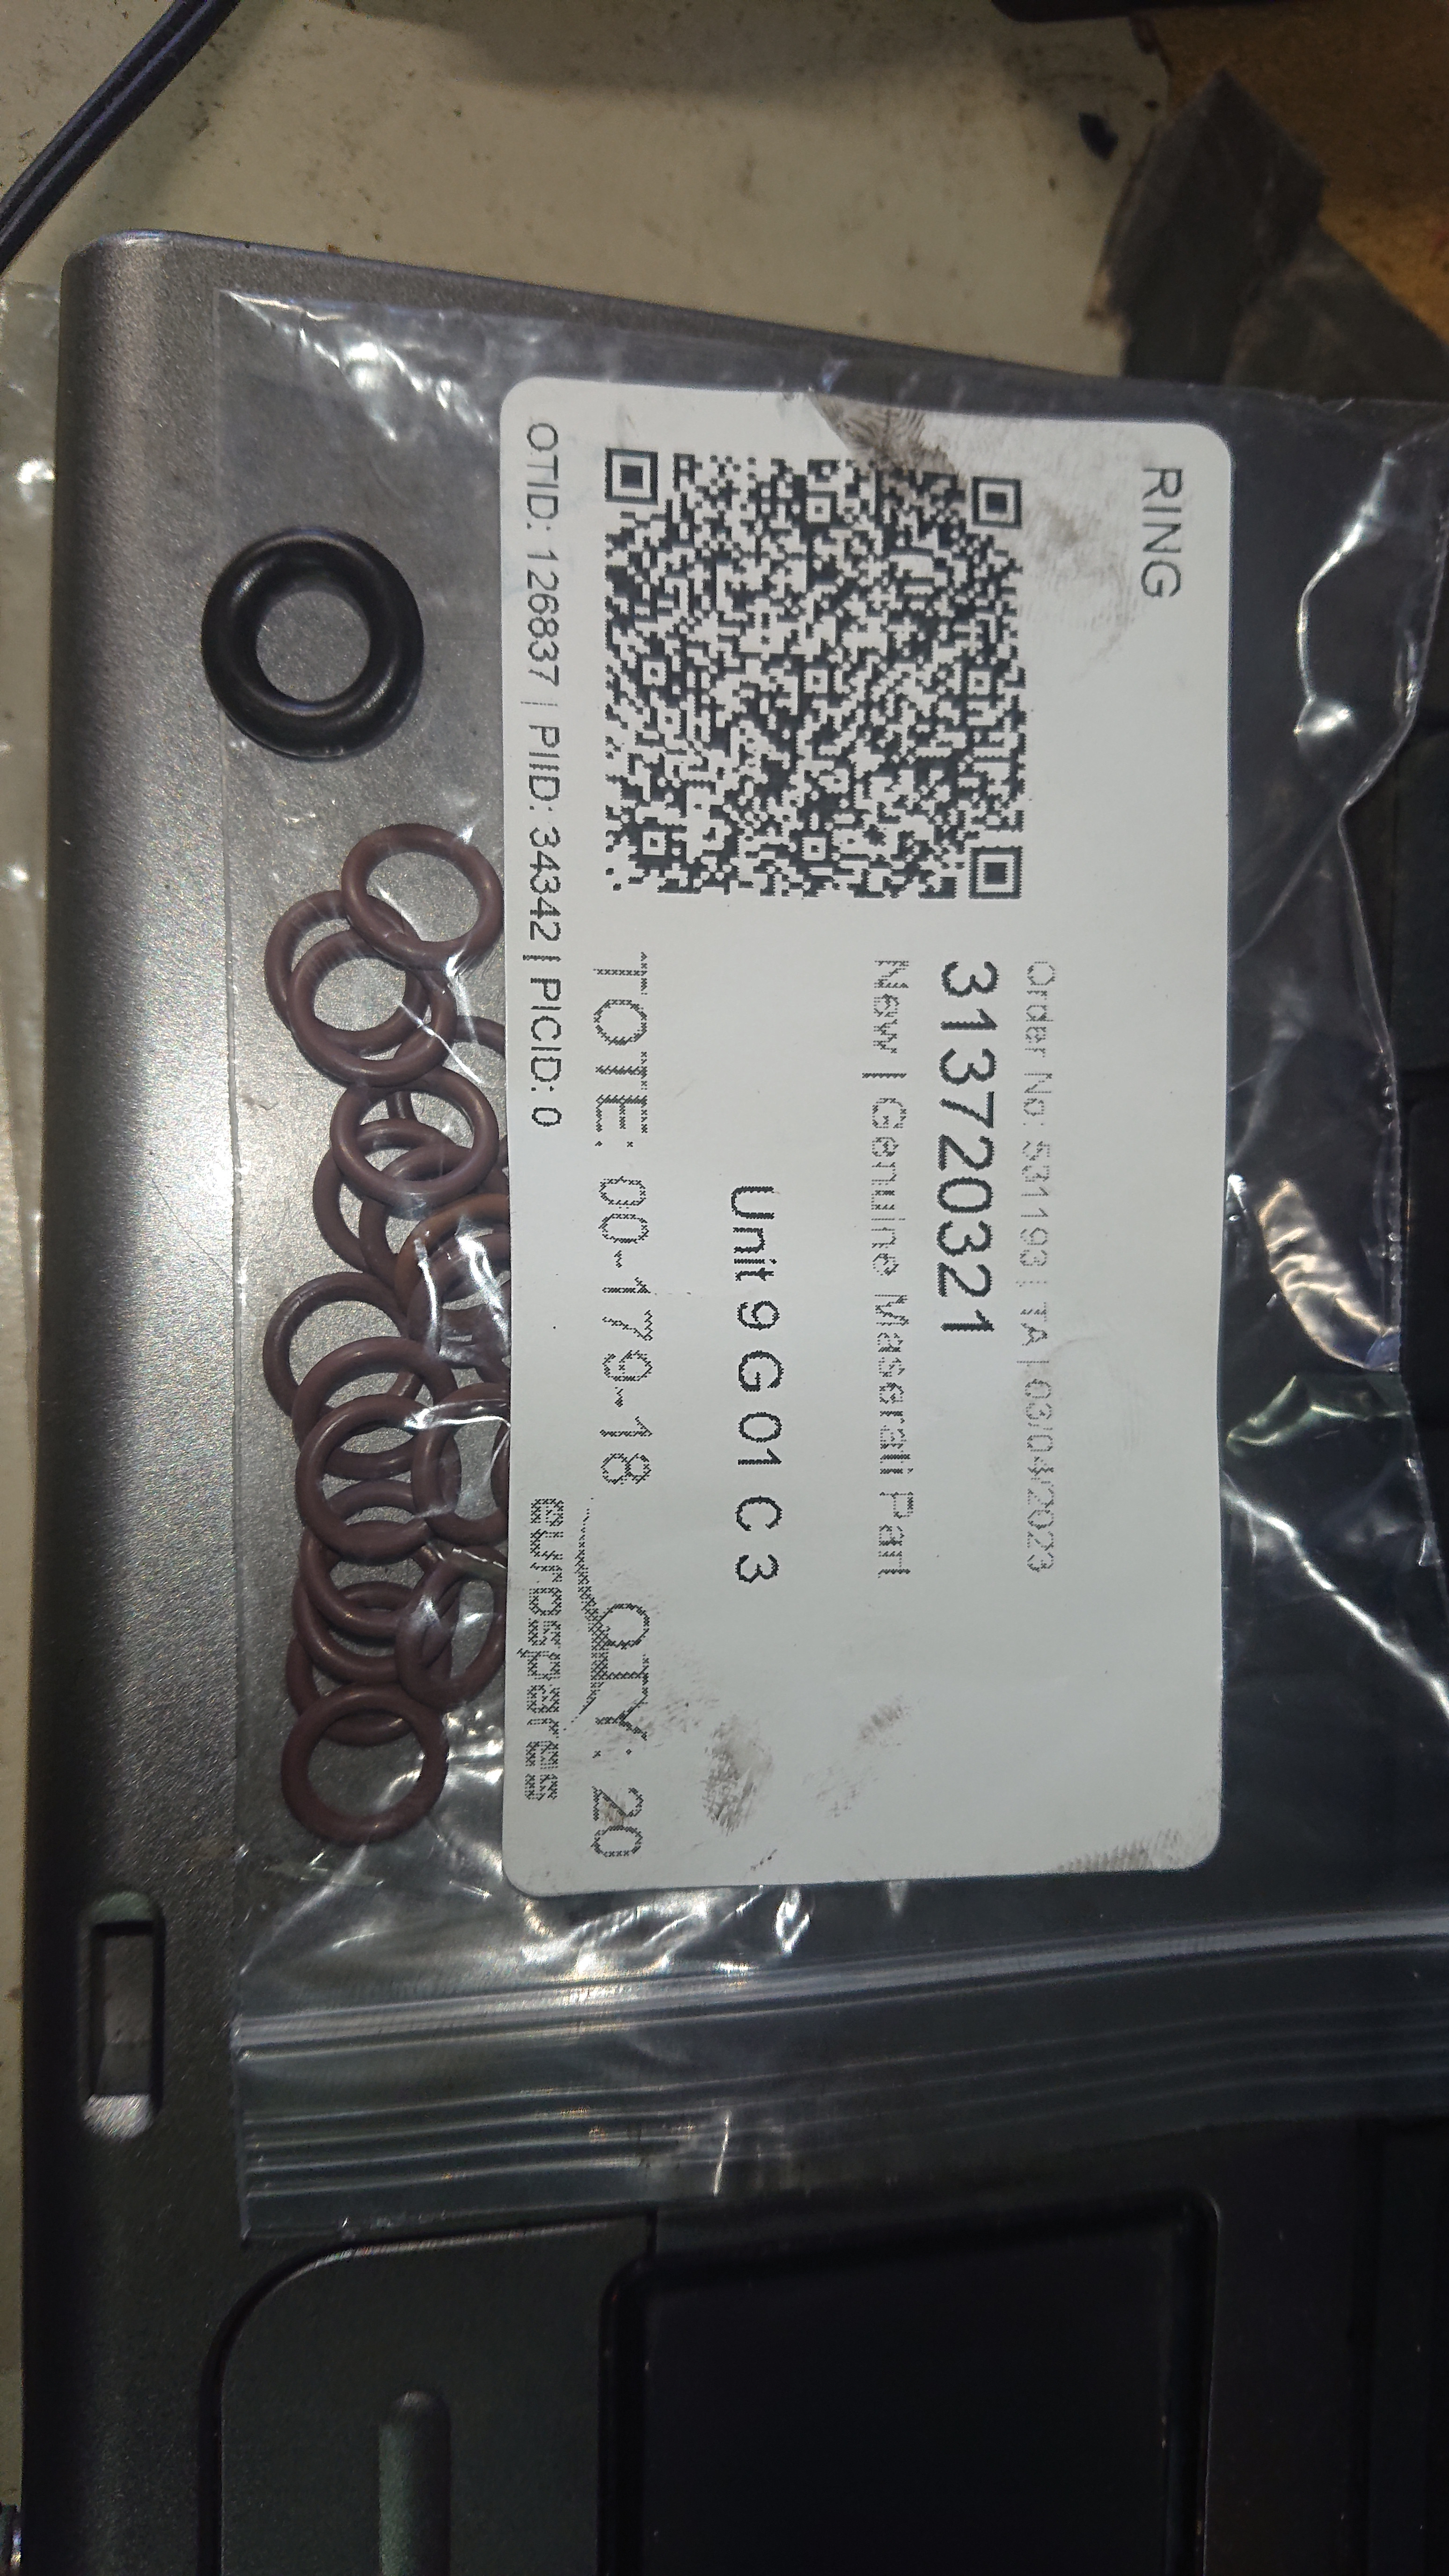 RING
Order No: 531193 | TA | 03/04/2023
313720321
New | Genuine Maserati Part
Unit 9 G 01 C 3
TOTE: 00-179-18
QTY: 20
OTID: 126837 | PIID: 34342 | PICID: 0
Eurospares